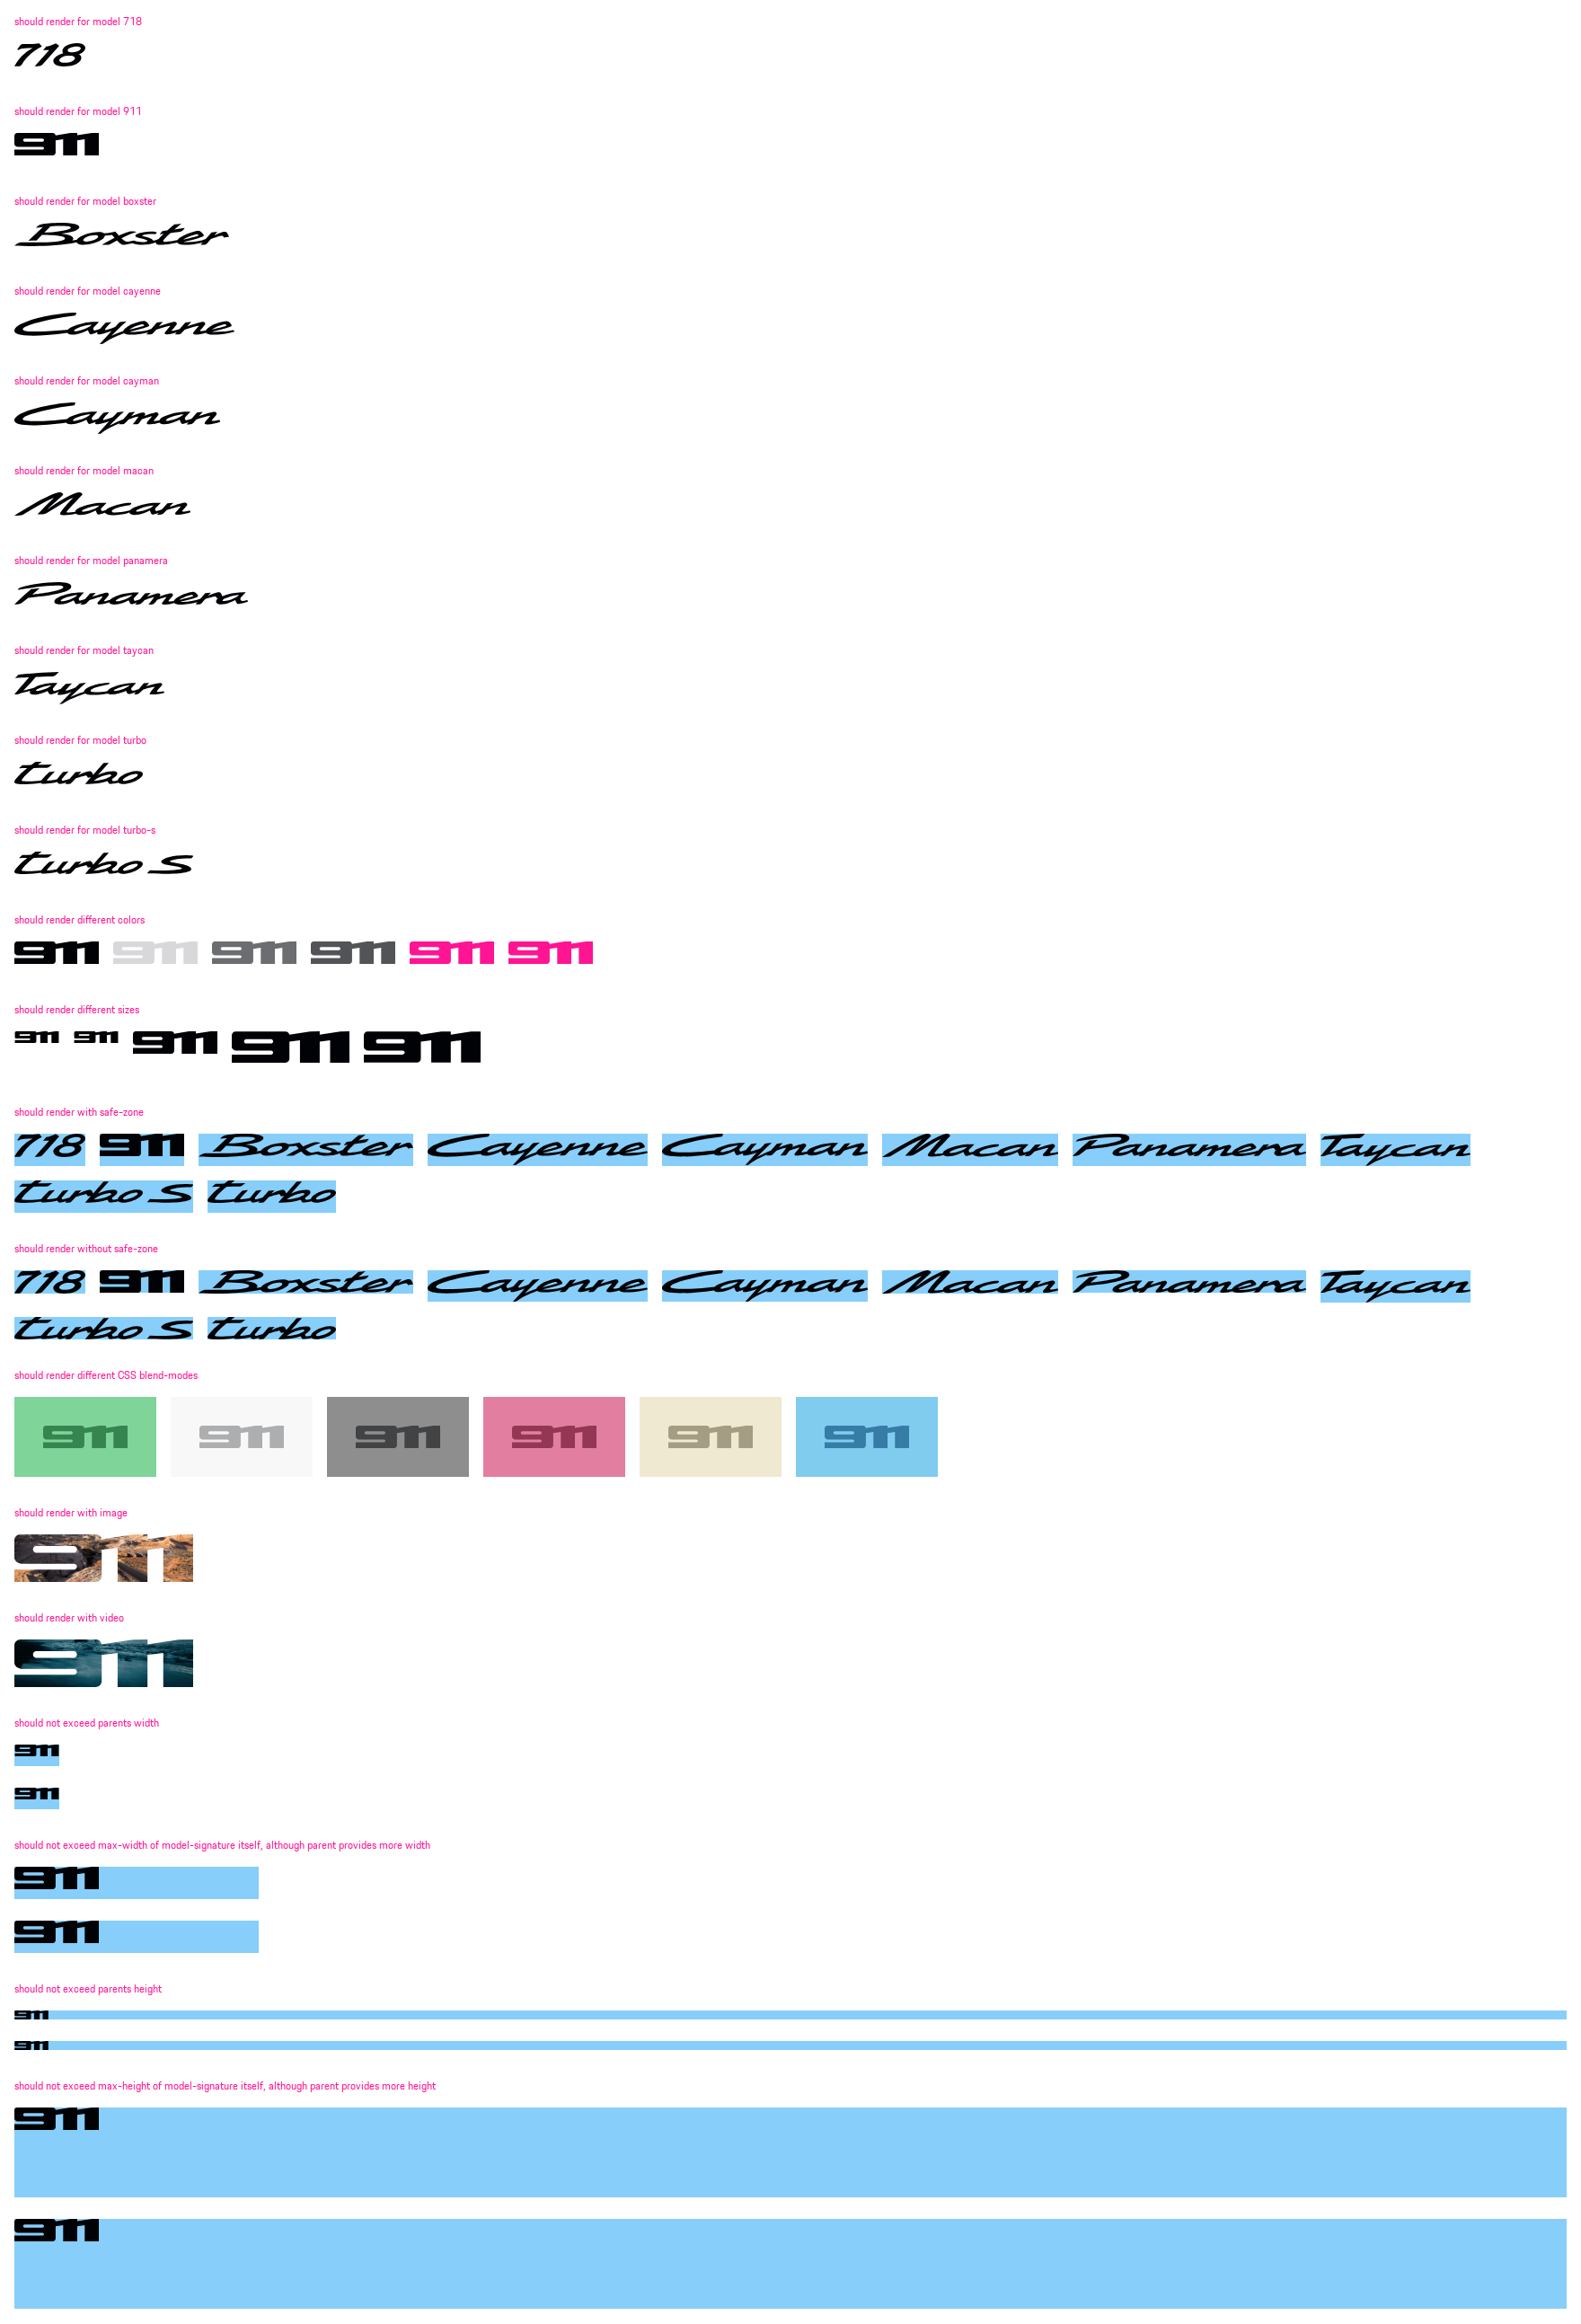 should render for model 718
718
should render for model 911
911
should render for model boxster
Boxster
should render for model cayenne
Cayenne
should render for model cayman
Cayman
should render for model macan
Macan
should render for model panamera
Panamera
should render for model taycan
Taycan
should render for model turbo
turbo
should render for model turbo-s
turbo S
should render different colors
911 911 911 911 911 911
should render different sizes
911 911 911 911 911
should render with safe-zone
718 911 Boxster Cayenne Cayman Macan Panamera Taycan
turbo S turbo
should render without safe-zone
718 911 Boxster Cayenne Cayman Macan Panamera Taycan
turbo S turbo
should render different CSS blend-modes
911 911 911 911 911 911
should render with image
911
should render with video
911
should not exceed parents width
911
911
should not exceed max-width of model-signature itself, although parent provides more width
911
911
should not exceed parents height
911
911
should not exceed max-height of model-signature itself, although parent provides more height
911
911